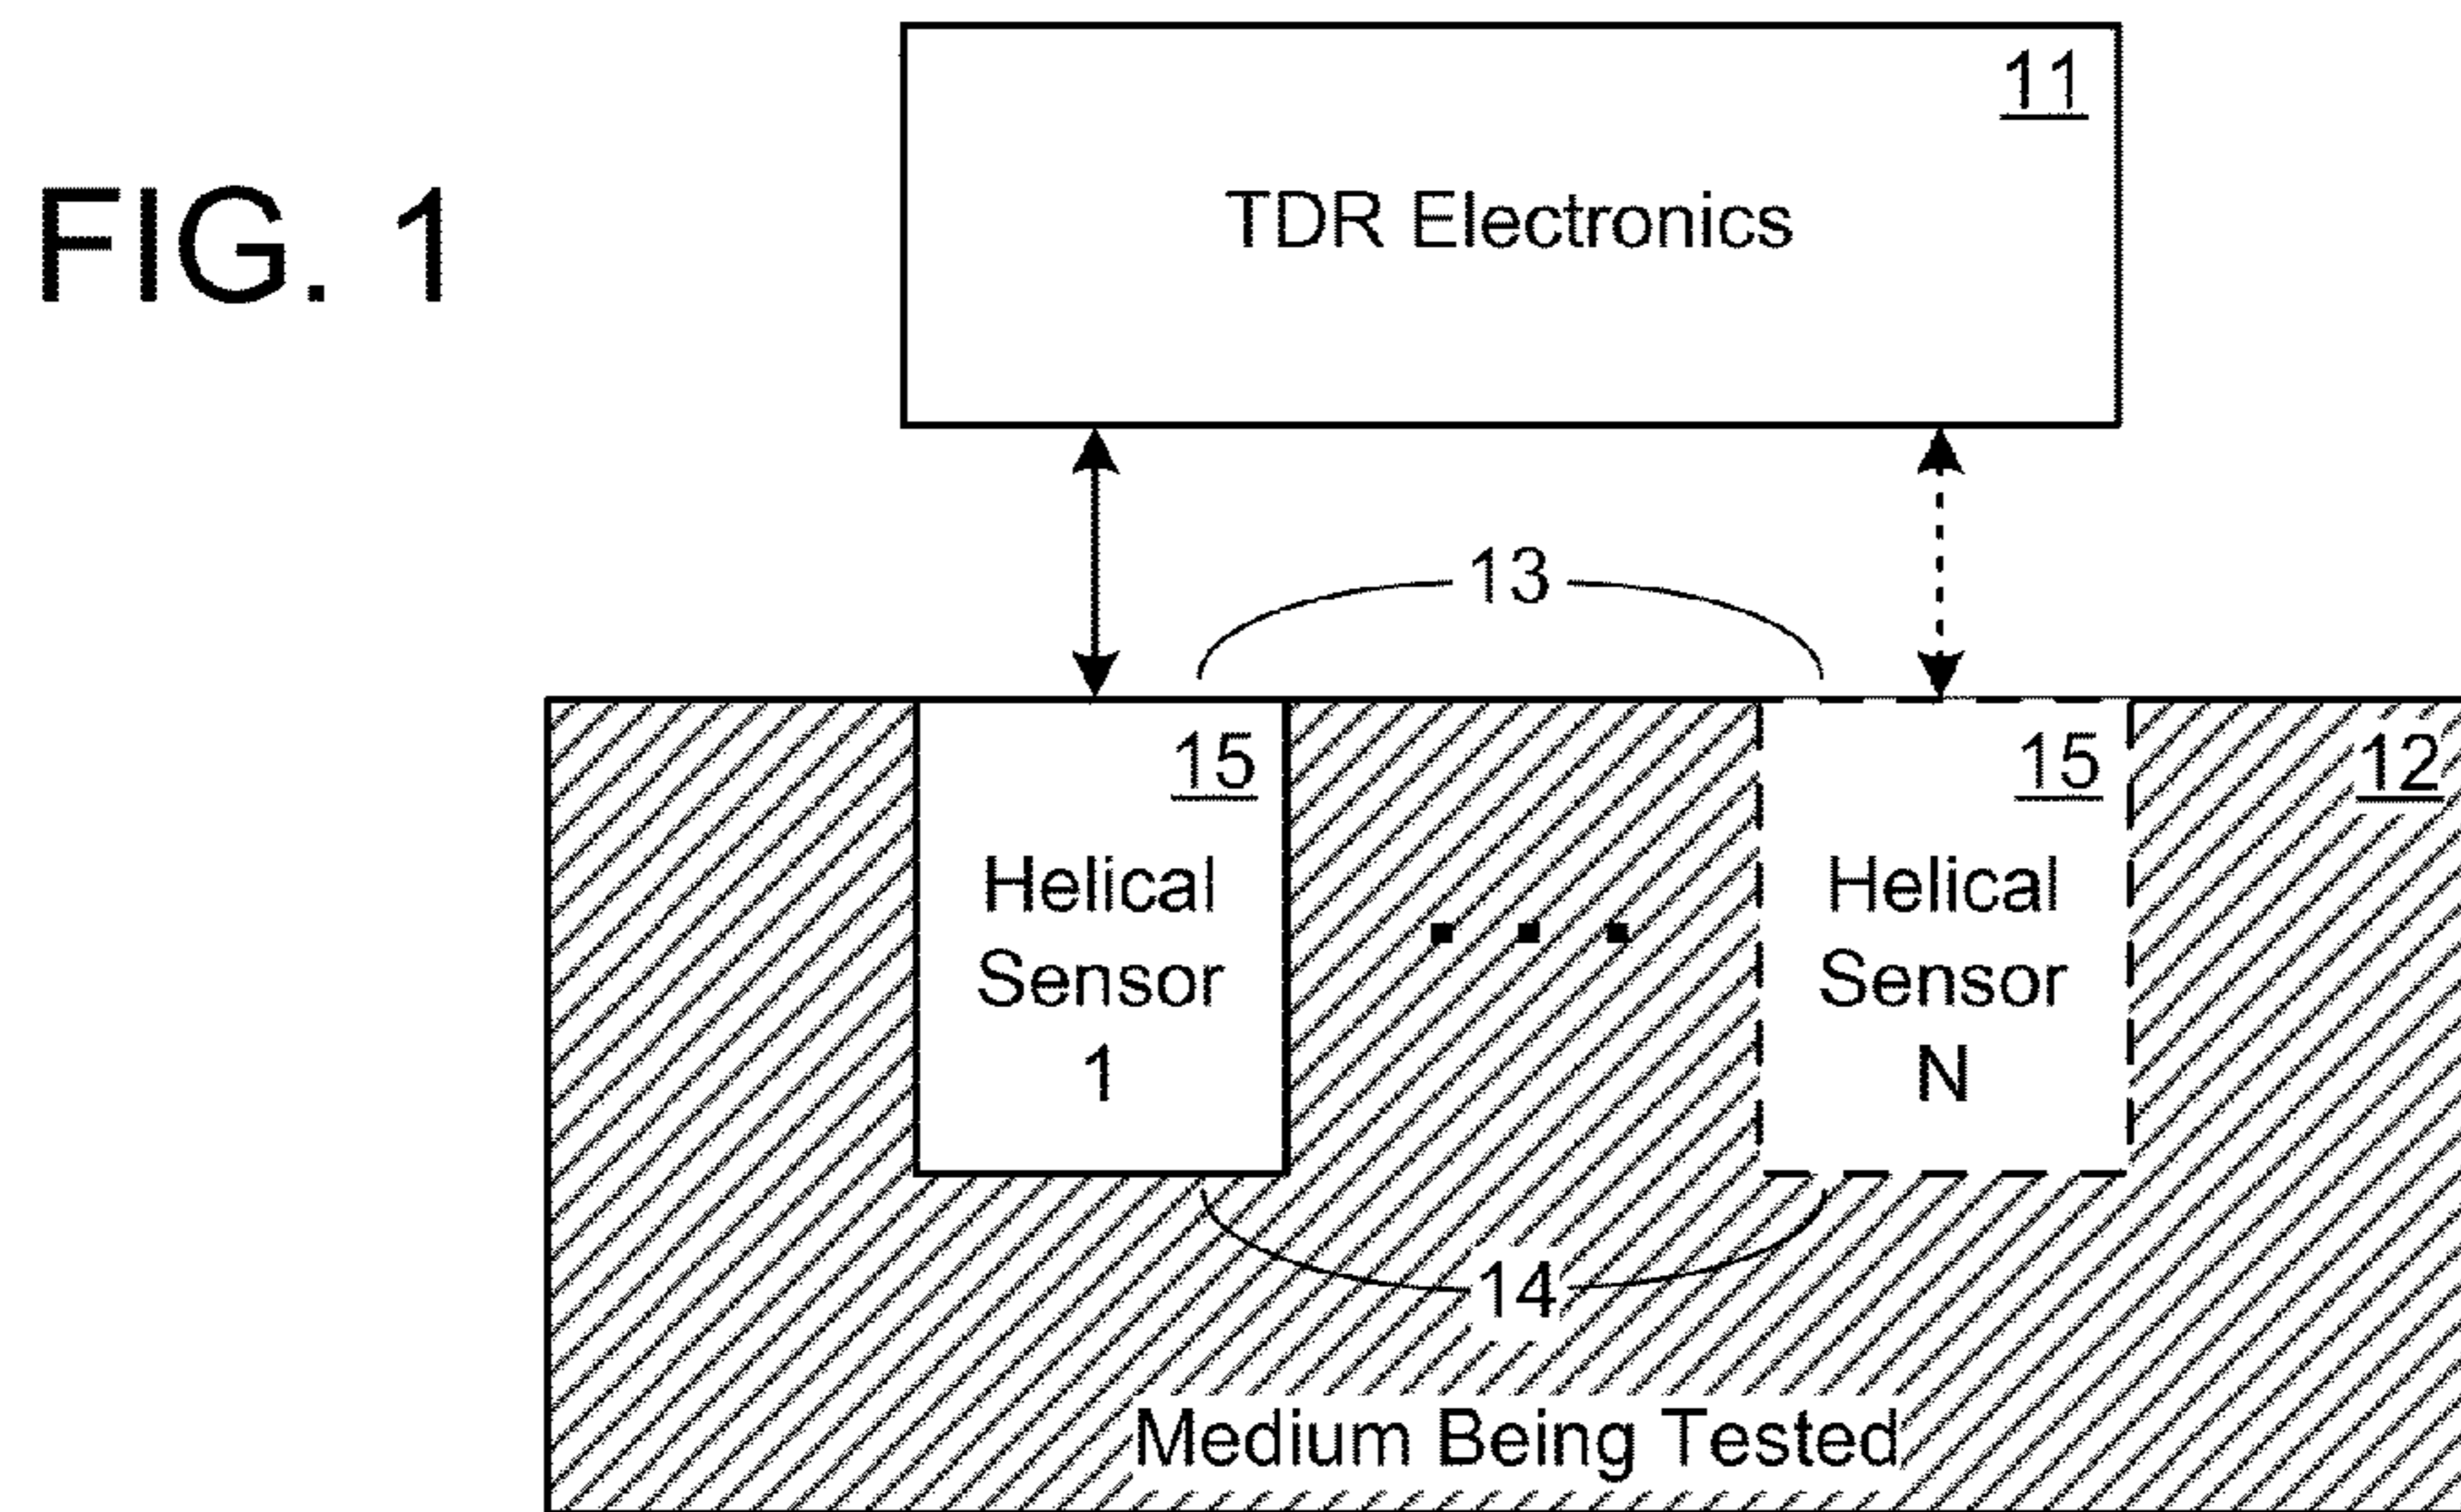 FIG. 1
11
TDR Electronics
13
15
15
12
Helical
Sensor
1
Helical
Sensor
N
14
Medium Being Tested